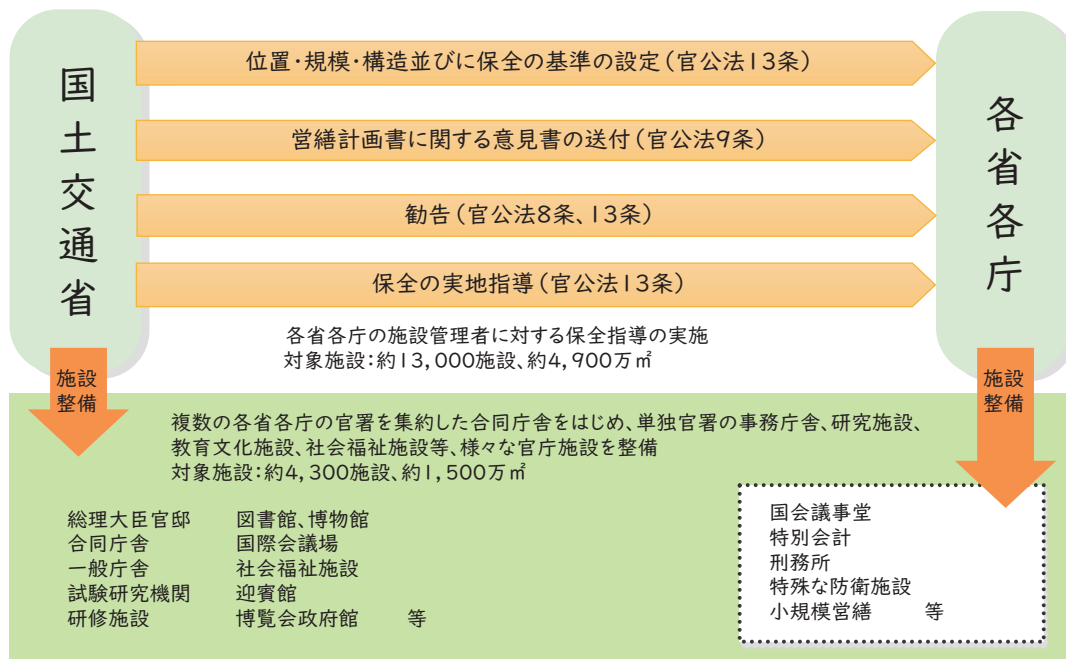 国土交通省
位置・規模・構造並びに保全の基準の設定（官公法13条）
営繕計画書に関する意見書の送付（官公法9条）
勧告（官公法8条、13条）
保全の実地指導（官公法13条）
各省各庁
各省各庁の施設管理者に対する保全指導の実施
対象施設：約13,000施設、約4,900万㎡
施設
整備
施設
整備
複数の各省各庁の官署を集約した合同庁舎をはじめ、単独官署の事務庁舎、研究施設、
教育文化施設、社会福祉施設等、様々な官庁施設を整備
対象施設：約4,300施設、約1,500万㎡
総理大臣官邸
合同庁舎
一般庁舎
試験研究機関
研修施設
図書館、博物館
国際会議場
社会福祉施設
迎賓館
博覧会政府館 等
国会議事堂
特別会計
刑務所
特殊な防衛施設
小規模営繕 等